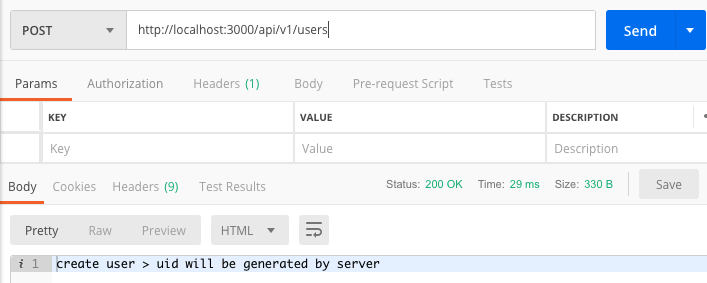 POST http://localhost:3000/api/v1/users Send
Params Authorization Headers (1) Body Pre-request Script Tests
KEY VALUE DESCRIPTION
Key Value Description
Body Cookies Headers (9) Test Results Status: 200 OK Time: 29 ms Size: 330 B Save
Pretty Raw Preview HTML
i 1 create user > uid will be generated by server